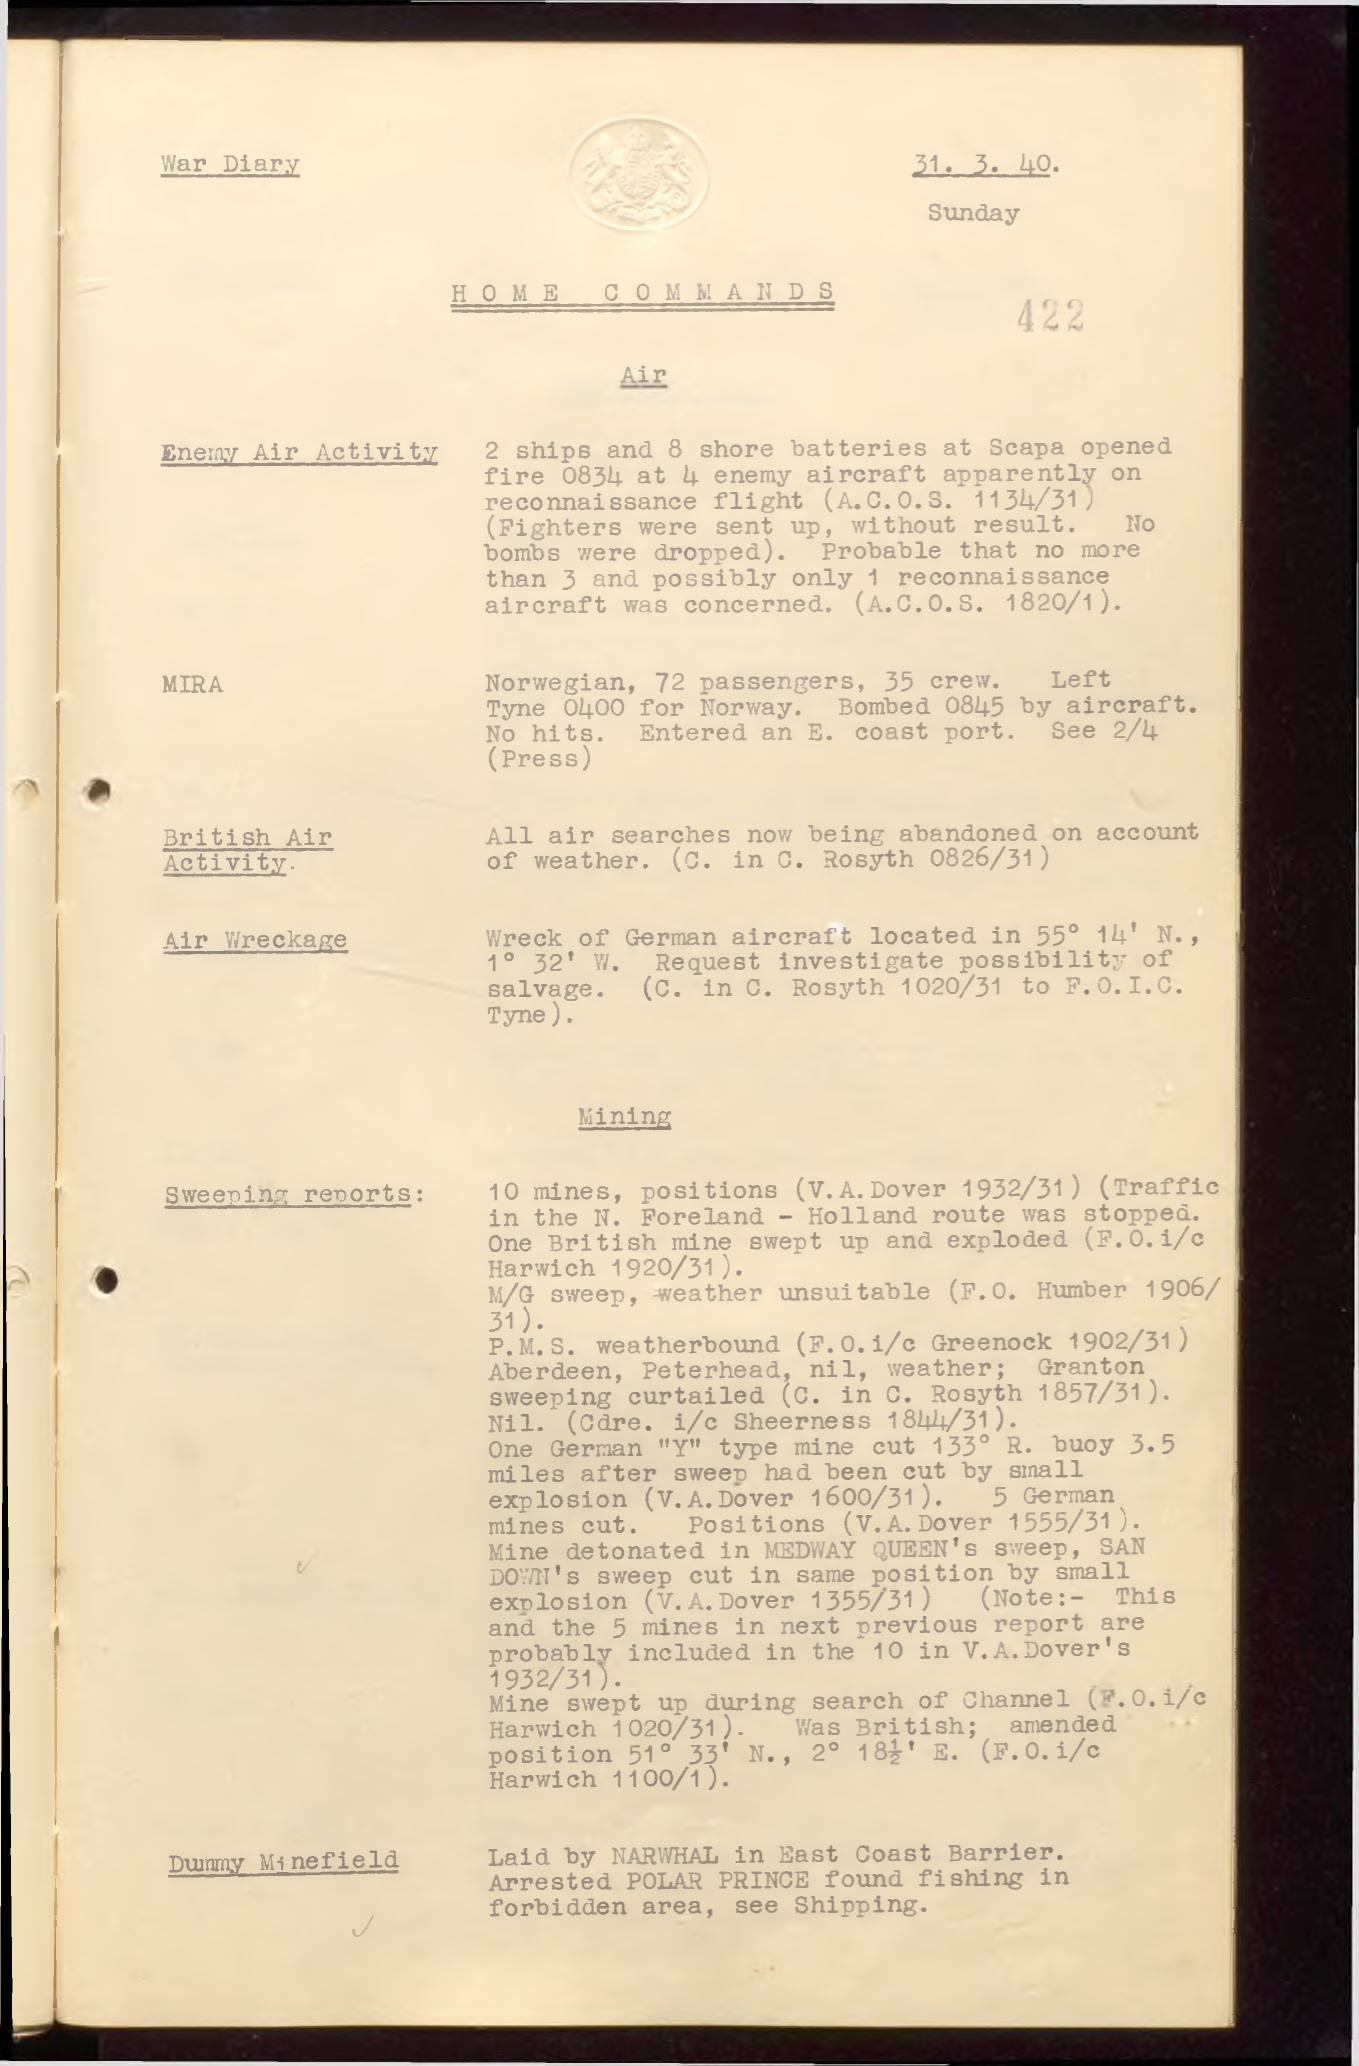 War Diary
31. 3. 40.
Sunday
HOME COMMANDS
422
Air
Enemy Air Activity
2 ships and 8 shore batteries at Scapa opened
fire 0834 at 4 enemy aircraft apparently on
reconnaissance flight (A.C.O.S. 1134/31)
(Fighters were sent up, without result. No
bombs were dropped). Probable that no more
than 3 and possibly only 1 reconnaissance
aircraft was concerned. (A.C.O.S. 1820/1).
MIRA
Norwegian, 72 passengers, 35 crew. Left
Tyne 0400 for Norway. Bombed 0845 by aircraft.
No hits. Entered an E. coast port. See 2/4
(Press)
British Air
Activity.
All air searches now being abandoned on account
of weather. (C. in C. Rosyth 0826/31)
Air Wreckage
Wreck of German aircraft located in 55° 14' N.,
1° 32' W. Request investigate possibility of
salvage. (C. in C. Rosyth 1020/31 to F.O.I.C.
Tyne).
Mining
Sweeping reports:
10 mines, positions (V.A.Dover 1932/31) (Traffic
in the N. Foreland - Holland route was stopped.
One British mine swept up and exploded (F.O.i/c
Harwich 1920/31).
M/G sweep, weather unsuitable (F.O. Humber 1906/
31).
P.M.S. weatherbound (F.O.i/c Greenock 1902/31)
Aberdeen, Peterhead, nil, weather; Granton
sweeping curtailed (C. in C. Rosyth 1857/31).
Nil. (Cdre. i/c Sheerness 1844/31).
One German "Y" type mine cut 133° R. buoy 3.5
miles after sweep had been cut by small
explosion (V.A.Dover 1600/31). 5 German
mines cut. Positions (V.A.Dover 1555/31).
Mine detonated in MEDWAY QUEEN's sweep, SAN
DOWN's sweep cut in same position by small
explosion (V.A.Dover 1355/31) (Note:- This
and the 5 mines in next previous report are
probably included in the 10 in V.A.Dover's
1932/31).
Mine swept up during search of Channel (F.O.i/c
Harwich 1020/31). Was British; amended
position 51° 33' N., 2° 18½' E. (F.O.i/c
Harwich 1100/1).
Dummy Minefield
Laid by NARWHAL in East Coast Barrier.
Arrested POLAR PRINCE found fishing in
forbidden area, see Shipping.